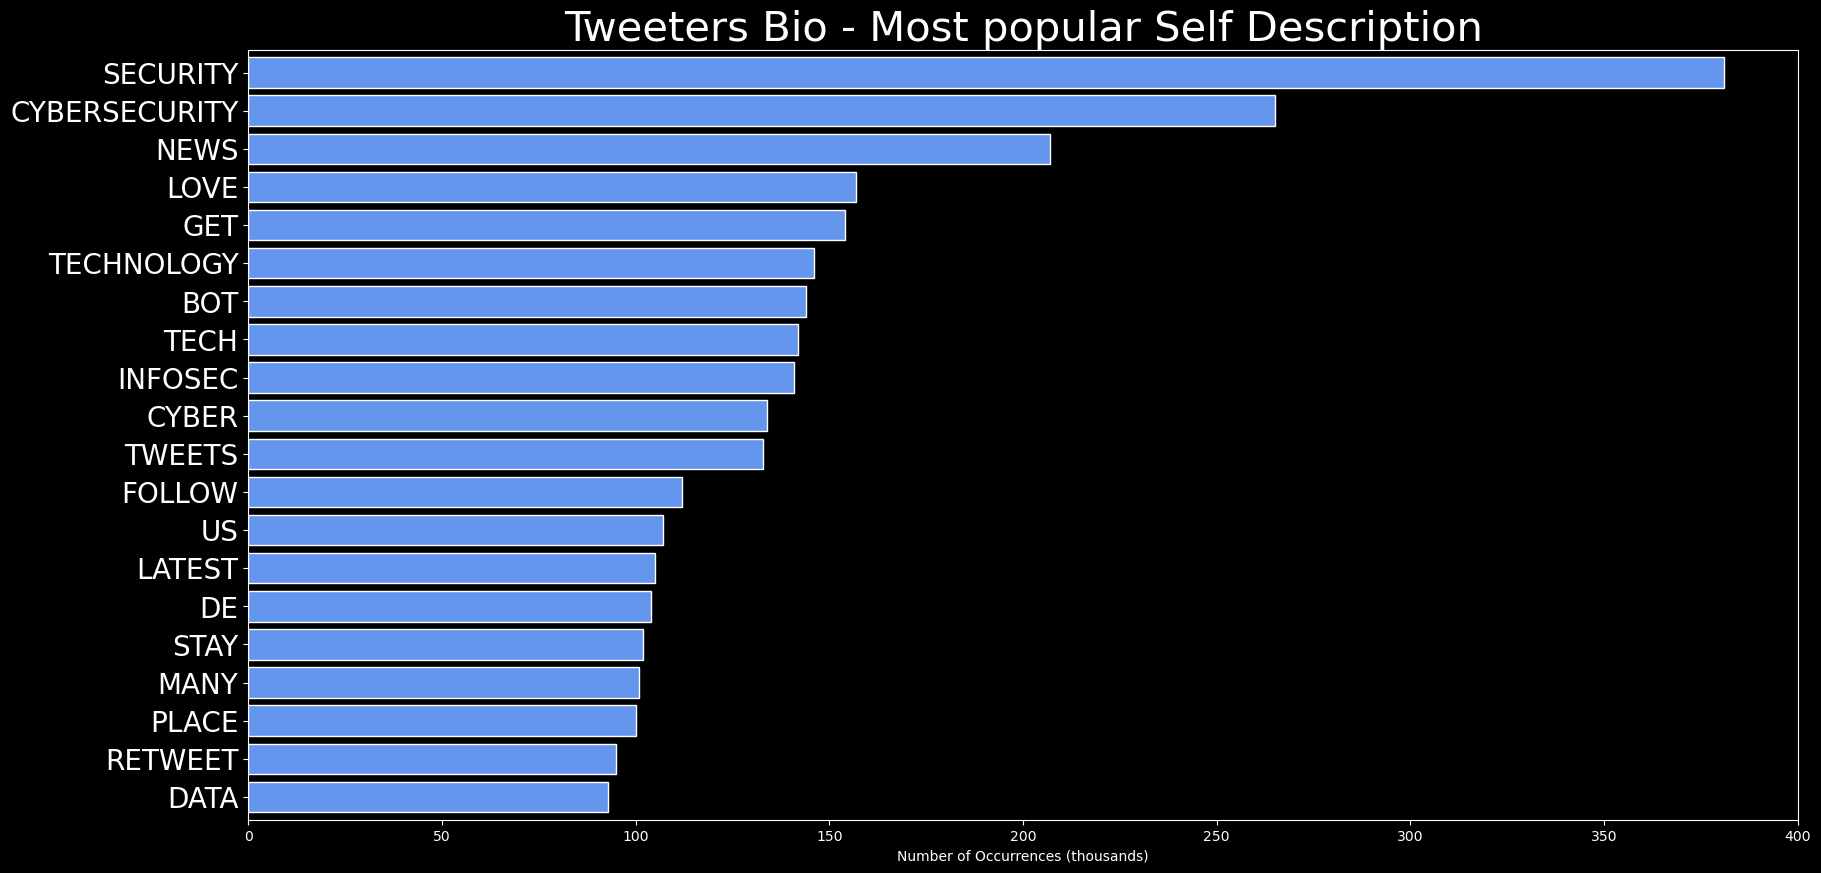 Tweeters Bio - Most popular Self Description
SECURITY
CYBERSECURITY
NEWS
LOVE
GET
TECHNOLOGY
BOT
TECH
INFOSEC
CYBER
TWEETS
FOLLOW
US
LATEST
DE
STAY
MANY
PLACE
RETWEET
DATA
0 50 100 150 200 250 300 350 400
Number of Occurrences (thousands)